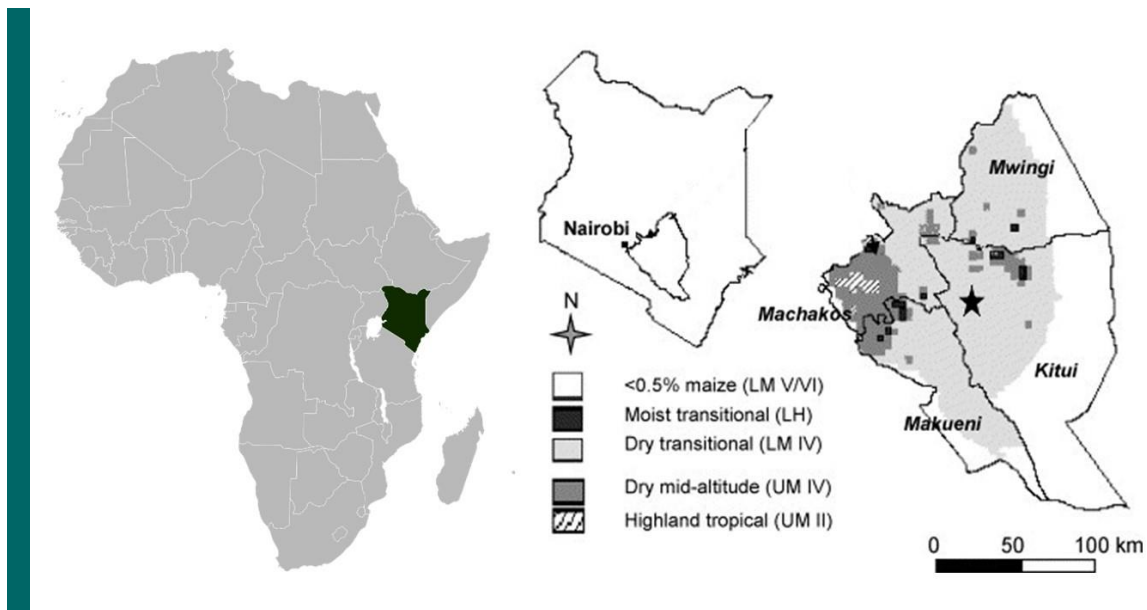 Nairobi
N
<0.5% maize (LM V/VI)
Moist transitional (LH)
Dry transitional (LM IV)
Dry mid-altitude (UM IV)
Highland tropical (UM II)
Mwingi
Machakos
Kitui
Makueni
0 50 100 km